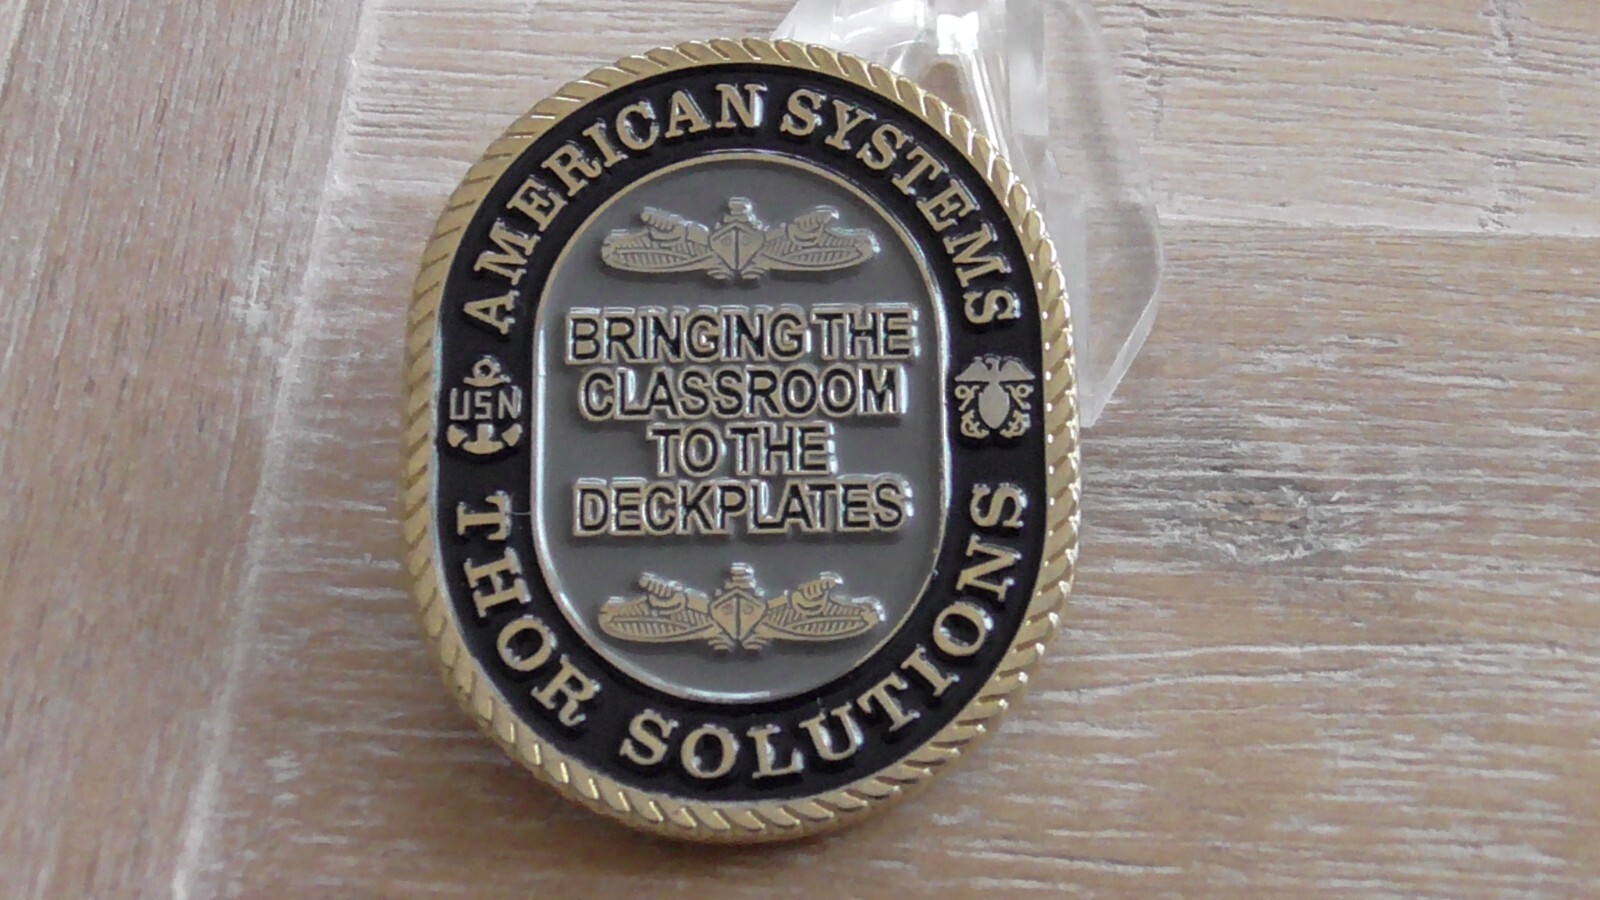 AMERICAN SYSTEMS
USN
BRINGING THE
CLASSROOM
TO THE
DECKPLATES
THOR SOLUTIONS